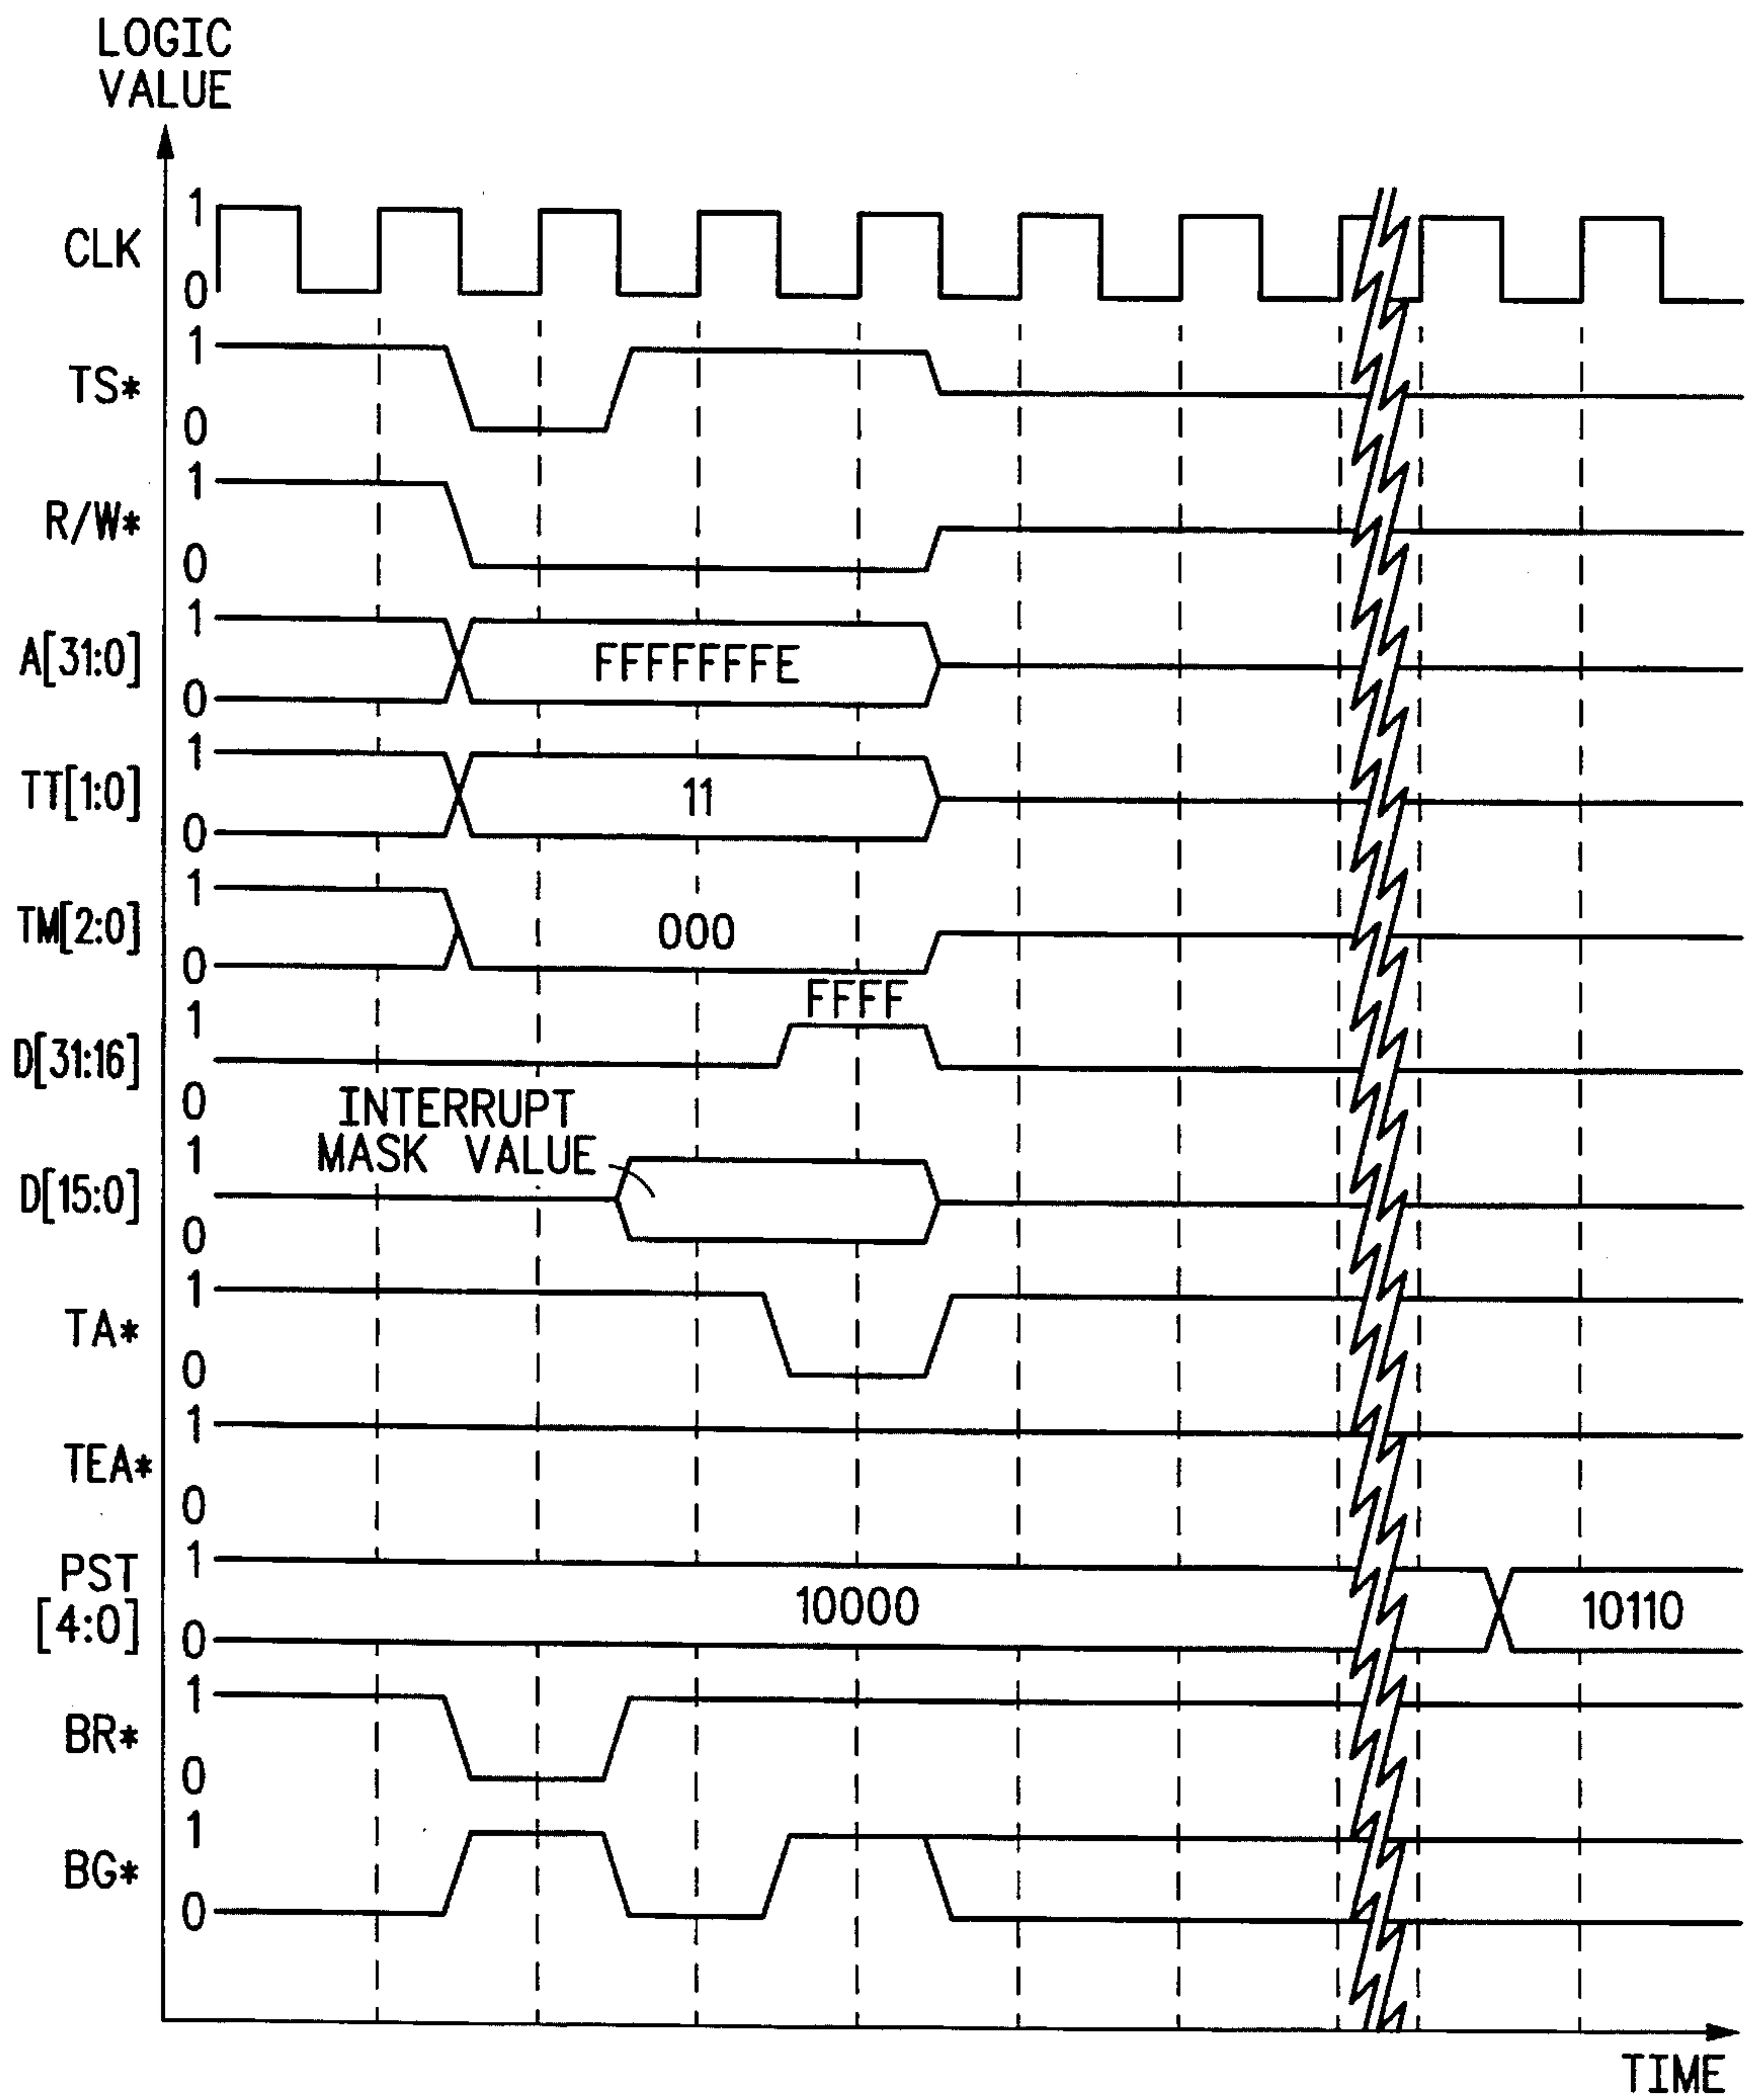 LOGIC
VALUE
1
CLK
0
1
TS*
0
1
R/W*
0
1
A[31:0]
FFFFFFFE
0
1
TT[1:0]
11
0
1
TM[2:0]
000
0
FFFF
1
D[31:16]
0
INTERRUPT
MASK VALUE
1
D[15:0]
0
1
TA*
0
1
TEA*
0
1
PST
[4:0]
10000
10110
0
1
BR*
0
1
BG*
0
TIME